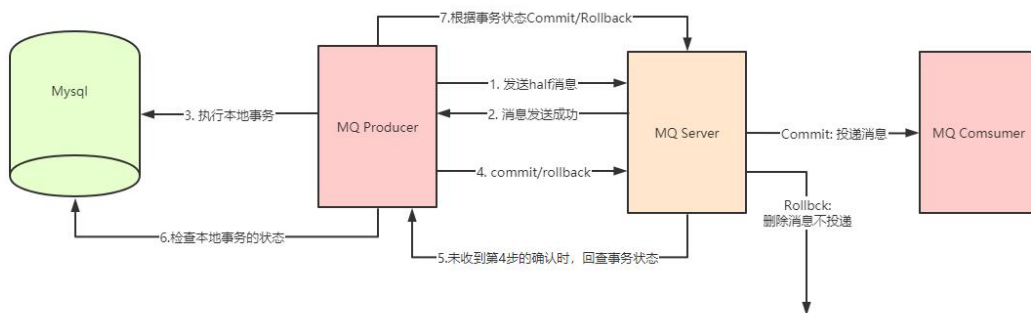 7.根据事务状态Commit/Rollback
Mysql
1. 发送half消息
3. 执行本地事务
2. 消息发送成功
MQ Producer
MQ Server
Commit: 投递消息
MQ Comsumer
4. commit/rollback
Rollbck:
删除消息不投递
6.检查本地事务的状态
5.未收到第4步的确认时，回查事务状态